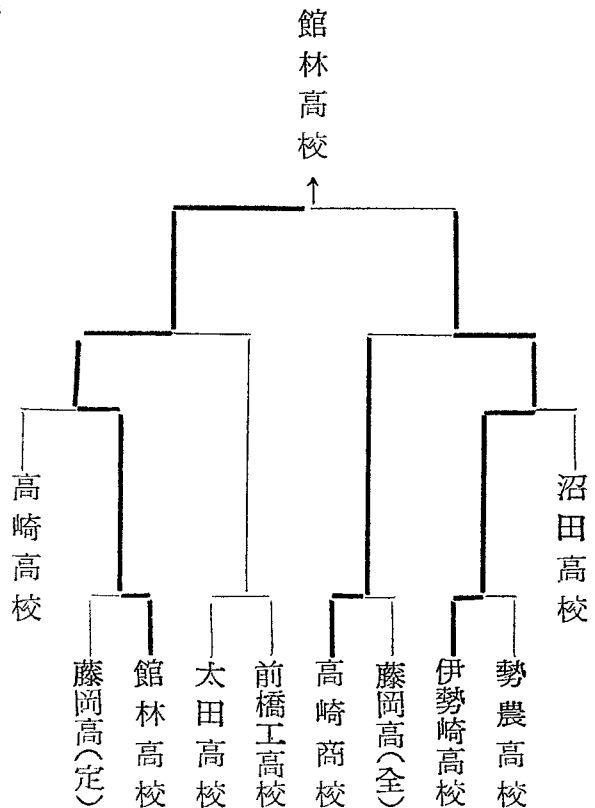 館林高校
高崎高校
沼田高校
藤岡高(定)
館林高校
太田高校
前橋工高校
高崎商校
藤岡高(全)
伊勢崎高校
勢農高校